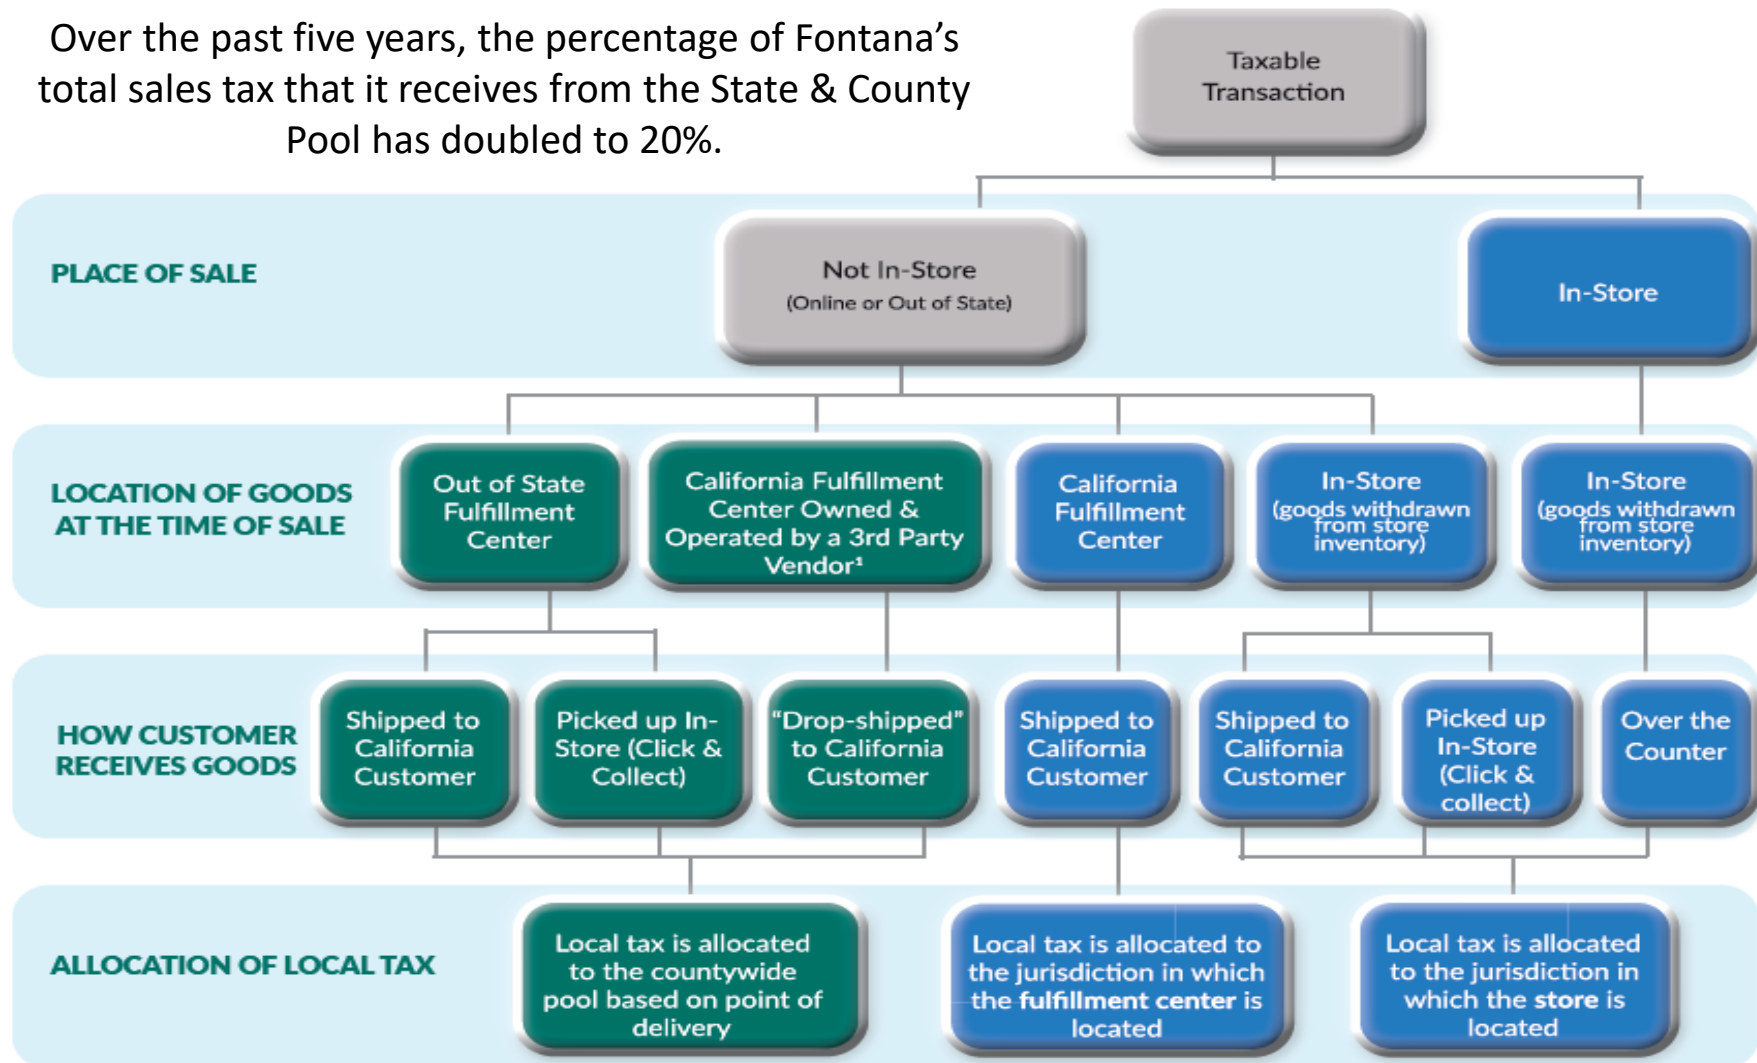 Over the past five years, the percentage of Fontana’s
total sales tax that it receives from the State & County
Pool has doubled to 20%.
Taxable
Transaction
PLACE OF SALE
Not In-Store
(Online or Out of State)
In-Store
LOCATION OF GOODS
AT THE TIME OF SALE
Out of State
Fulfillment
Center
California Fulfillment
Center Owned &
Operated by a 3rd Party
Vendor¹
California
Fulfillment
Center
In-Store
(goods withdrawn
from store
inventory)
In-Store
(goods withdrawn
from store
inventory)
HOW CUSTOMER
RECEIVES GOODS
Shipped to
California
Customer
Picked up In-
Store (Click &
Collect)
“Drop-shipped”
to California
Customer
Shipped to
California
Customer
Shipped to
California
Customer
Picked up
In-Store
(Click &
collect)
Over the
Counter
ALLOCATION OF LOCAL TAX
Local tax is allocated
to the countywide
pool based on point of
delivery
Local tax is allocated to
the jurisdiction in which
the fulfillment center is
located
Local tax is allocated
to the jurisdiction in
which the store is
located